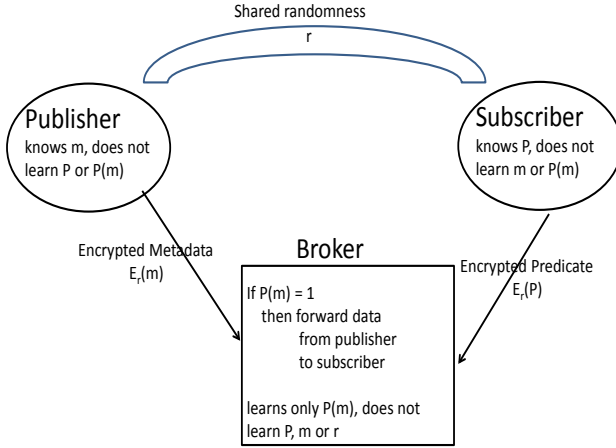 Shared randomness
r
Publisher
knows m, does not
learn P or P(m)
Subscriber
knows P, does not
learn m or P(m)
Encrypted Metadata
E_r(m)
Broker
Encrypted Predicate
E_r(P)
If P(m) = 1
then forward data
from publisher
to subscriber
learns only P(m), does not
learn P, m or r